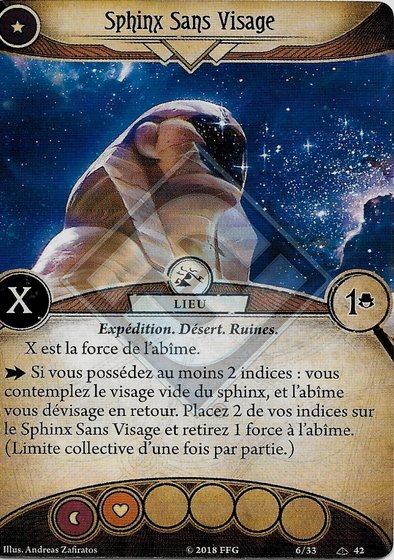 Sphinx Sans Visage
X
LIEU
1
Expédition. Désert. Ruines.
X est la force de l'abîme.
Si vous possédez au moins 2 indices : vous
contemplez le visage vide du sphinx, et l'abîme
vous dévisage en retour. Placez 2 de vos indices sur
le Sphinx Sans Visage et retirez 1 force à l'abîme.
(Limite collective d'une fois par partie.)
Illus. Andreas Zafiratos
© 2018 FFG
6/33
42